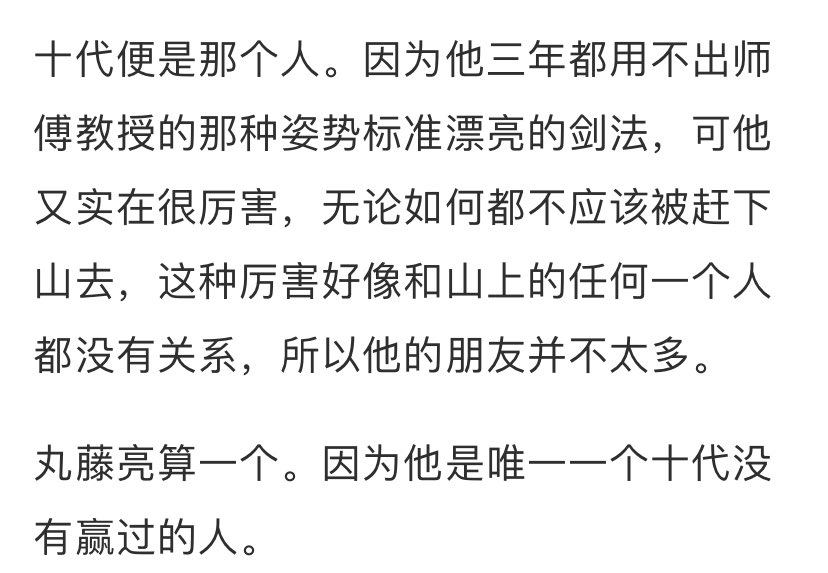 十代便是那个人。因为他三年都用不出师
傅教授的那种姿势标准漂亮的剑法，可他
又实在很厉害，无论如何都不应该被赶下
山去，这种厉害好像和山上的任何一个人
都没有关系，所以他的朋友并不太多。
丸藤亮算一个。因为他是唯一一个十代没
有赢过的人。